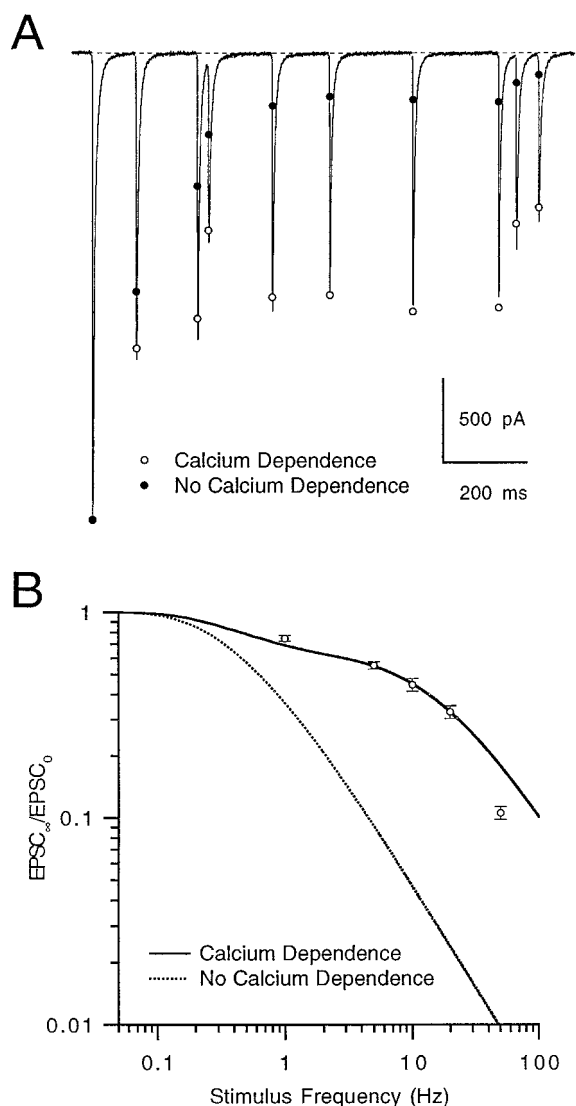 A
500 pA
Calcium Dependence
No Calcium Dependence
200 ms
B
1
0.1
0.01
EPSC∞/EPSC0
Calcium Dependence
No Calcium Dependence
0.1 1 10 100
Stimulus Frequency (Hz)